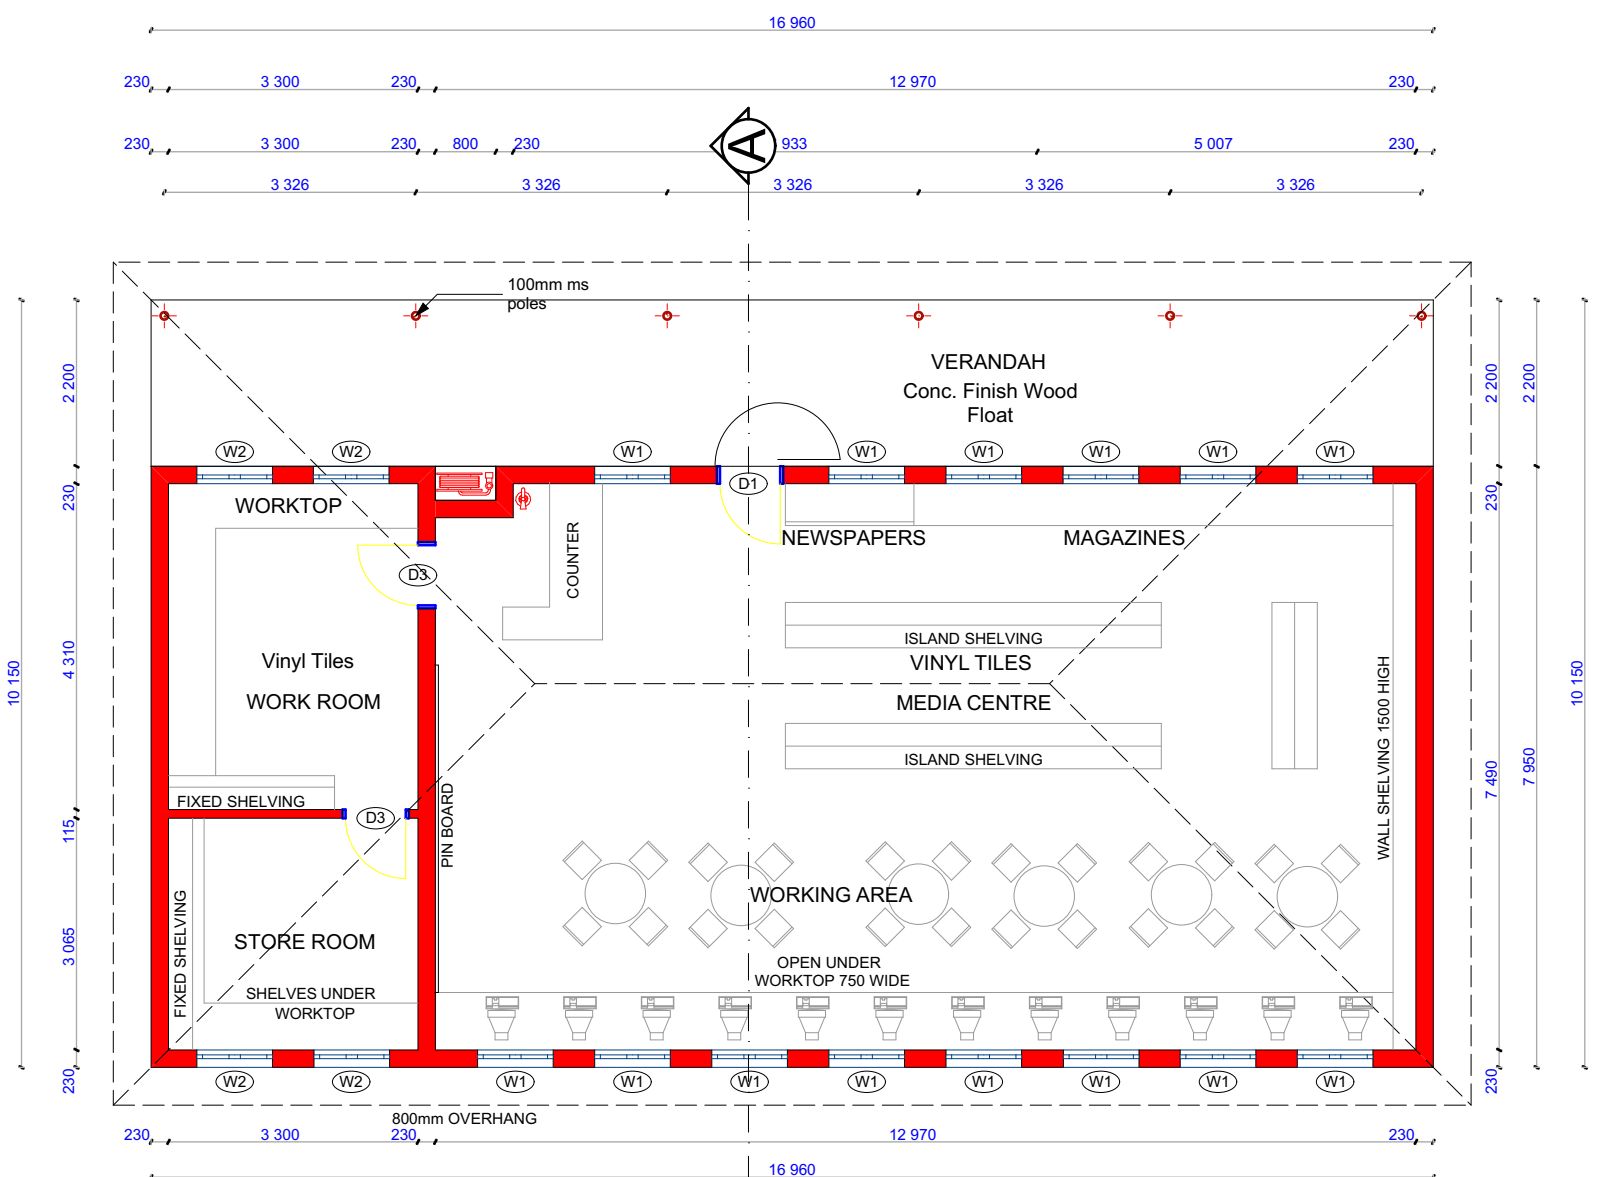 16 960
230 3 300 230 12 970 230
230 3 300 230 800 230 933 5 007 230
A
3 326 3 326 3 326 3 326 3 326
100mm ms
poles
VERANDAH
Conc. Finish Wood
Float
2 200 2 200 2 200
W2 W2 W1 W1 W1 W1 W1 W1
D1
230 230
WORKTOP
NEWSPAPERS MAGAZINES
COUNTER
D3
ISLAND SHELVING
VINYL TILES
Vinyl Tiles
WORK ROOM
MEDIA CENTRE
ISLAND SHELVING
WALL SHELVING 1500 HIGH
10 150 4 310 7 490 7 950 10 150
FIXED SHELVING
D3
PIN BOARD
115
WORKING AREA
STORE ROOM
FIXED SHELVING
3 065
SHELVES UNDER
WORKTOP
OPEN UNDER
WORKTOP 750 WIDE
230 230
W2 W2 W1 W1 W1 W1 W1 W1 W1 W1
800mm OVERHANG
230 3 300 230 12 970 230
16 960